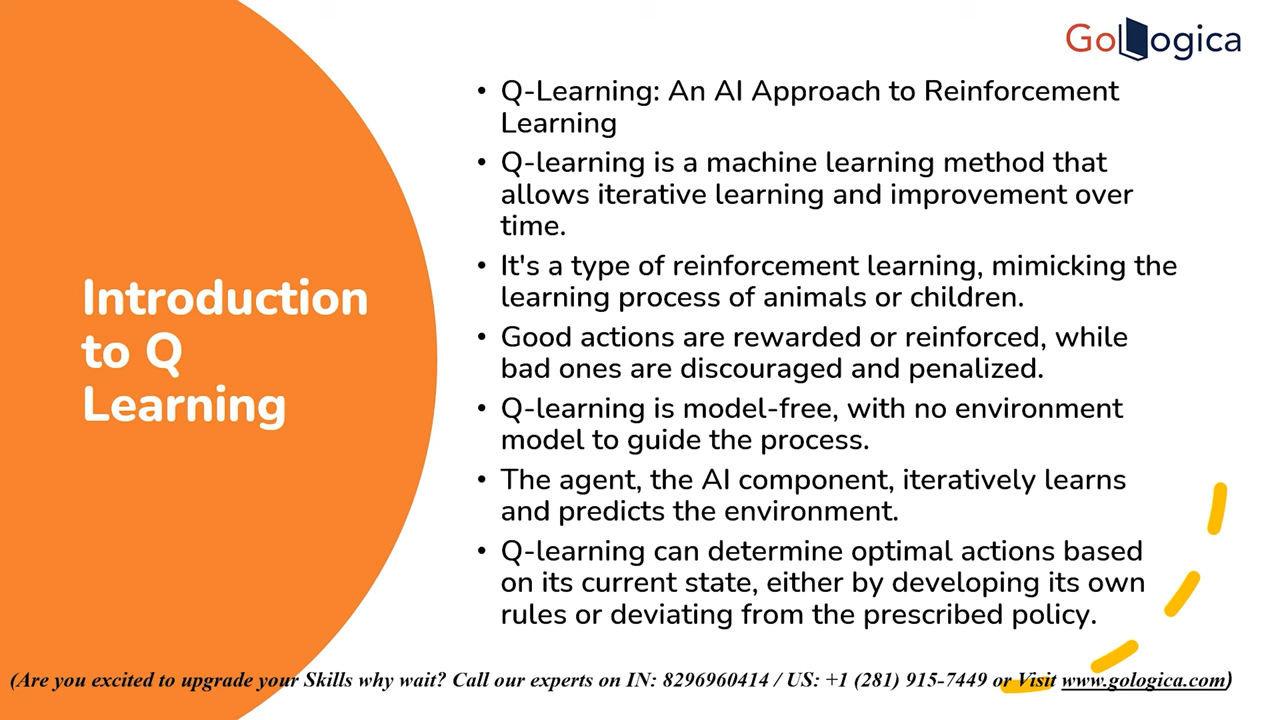 GoLogica
Introduction
to Q
Learning
• Q-Learning: An AI Approach to Reinforcement
Learning
• Q-learning is a machine learning method that
allows iterative learning and improvement over
time.
• It's a type of reinforcement learning, mimicking the
learning process of animals or children.
• Good actions are rewarded or reinforced, while
bad ones are discouraged and penalized.
• Q-learning is model-free, with no environment
model to guide the process.
• The agent, the AI component, iteratively learns
and predicts the environment.
• Q-learning can determine optimal actions based
on its current state, either by developing its own
rules or deviating from the prescribed policy.
(Are you excited to upgrade your Skills why wait? Call our experts on IN: 8296960414 / US: +1 (281) 915-7449 or Visit www.gologica.com)